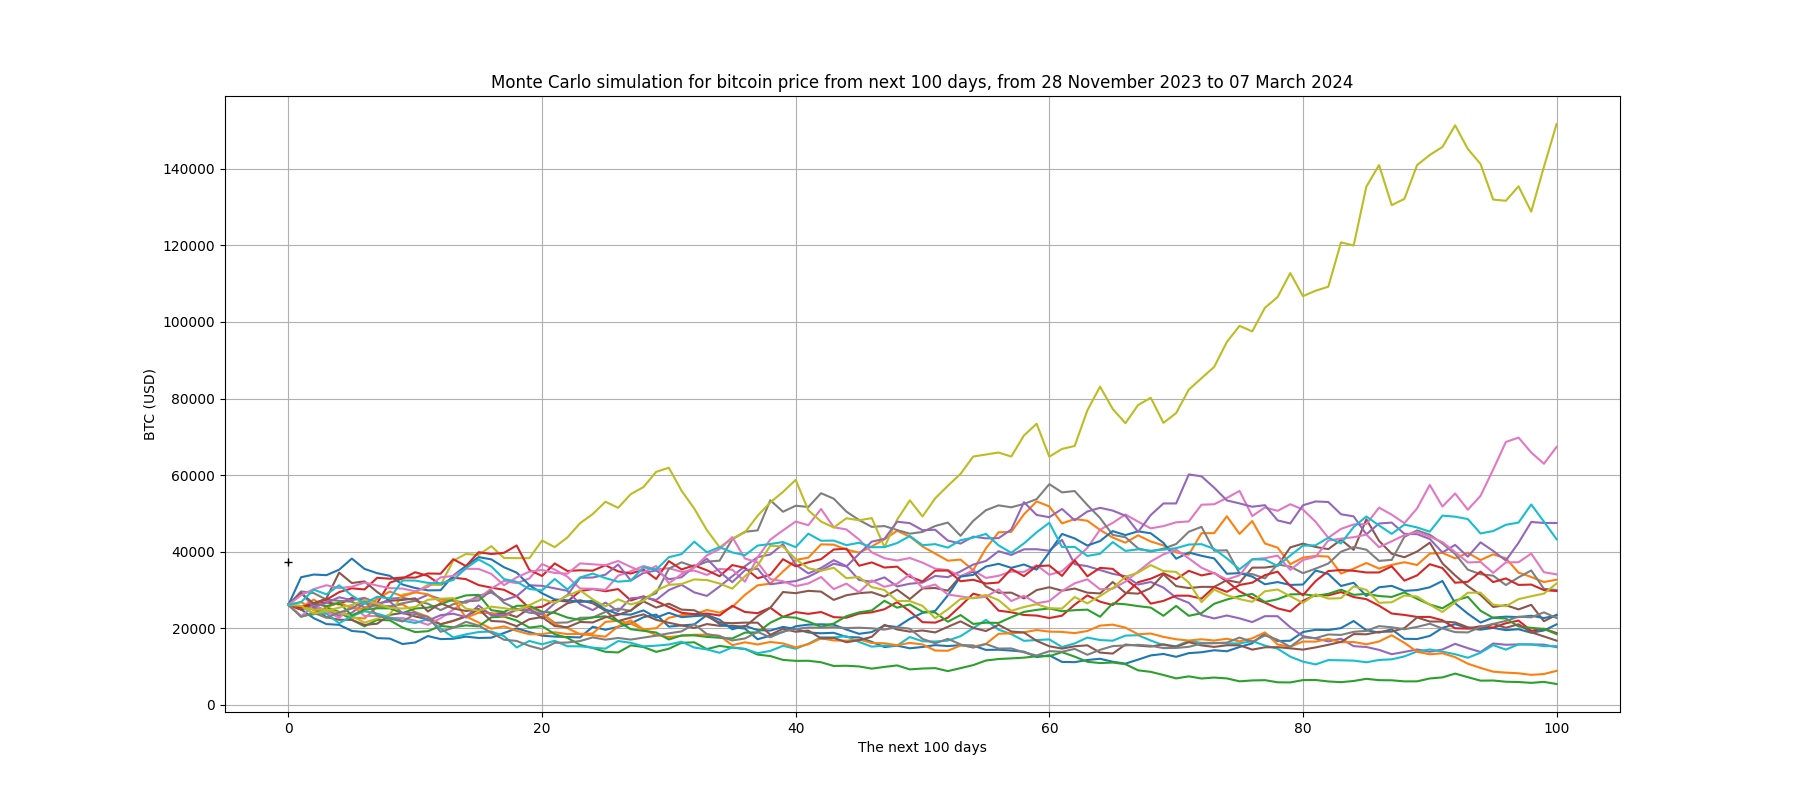 Monte Carlo simulation for bitcoin price from next 100 days, from 28 November 2023 to 07 March 2024
140000
120000
100000
80000
60000
40000
20000
0
BTC (USD)
0 20 40 60 80 100
The next 100 days